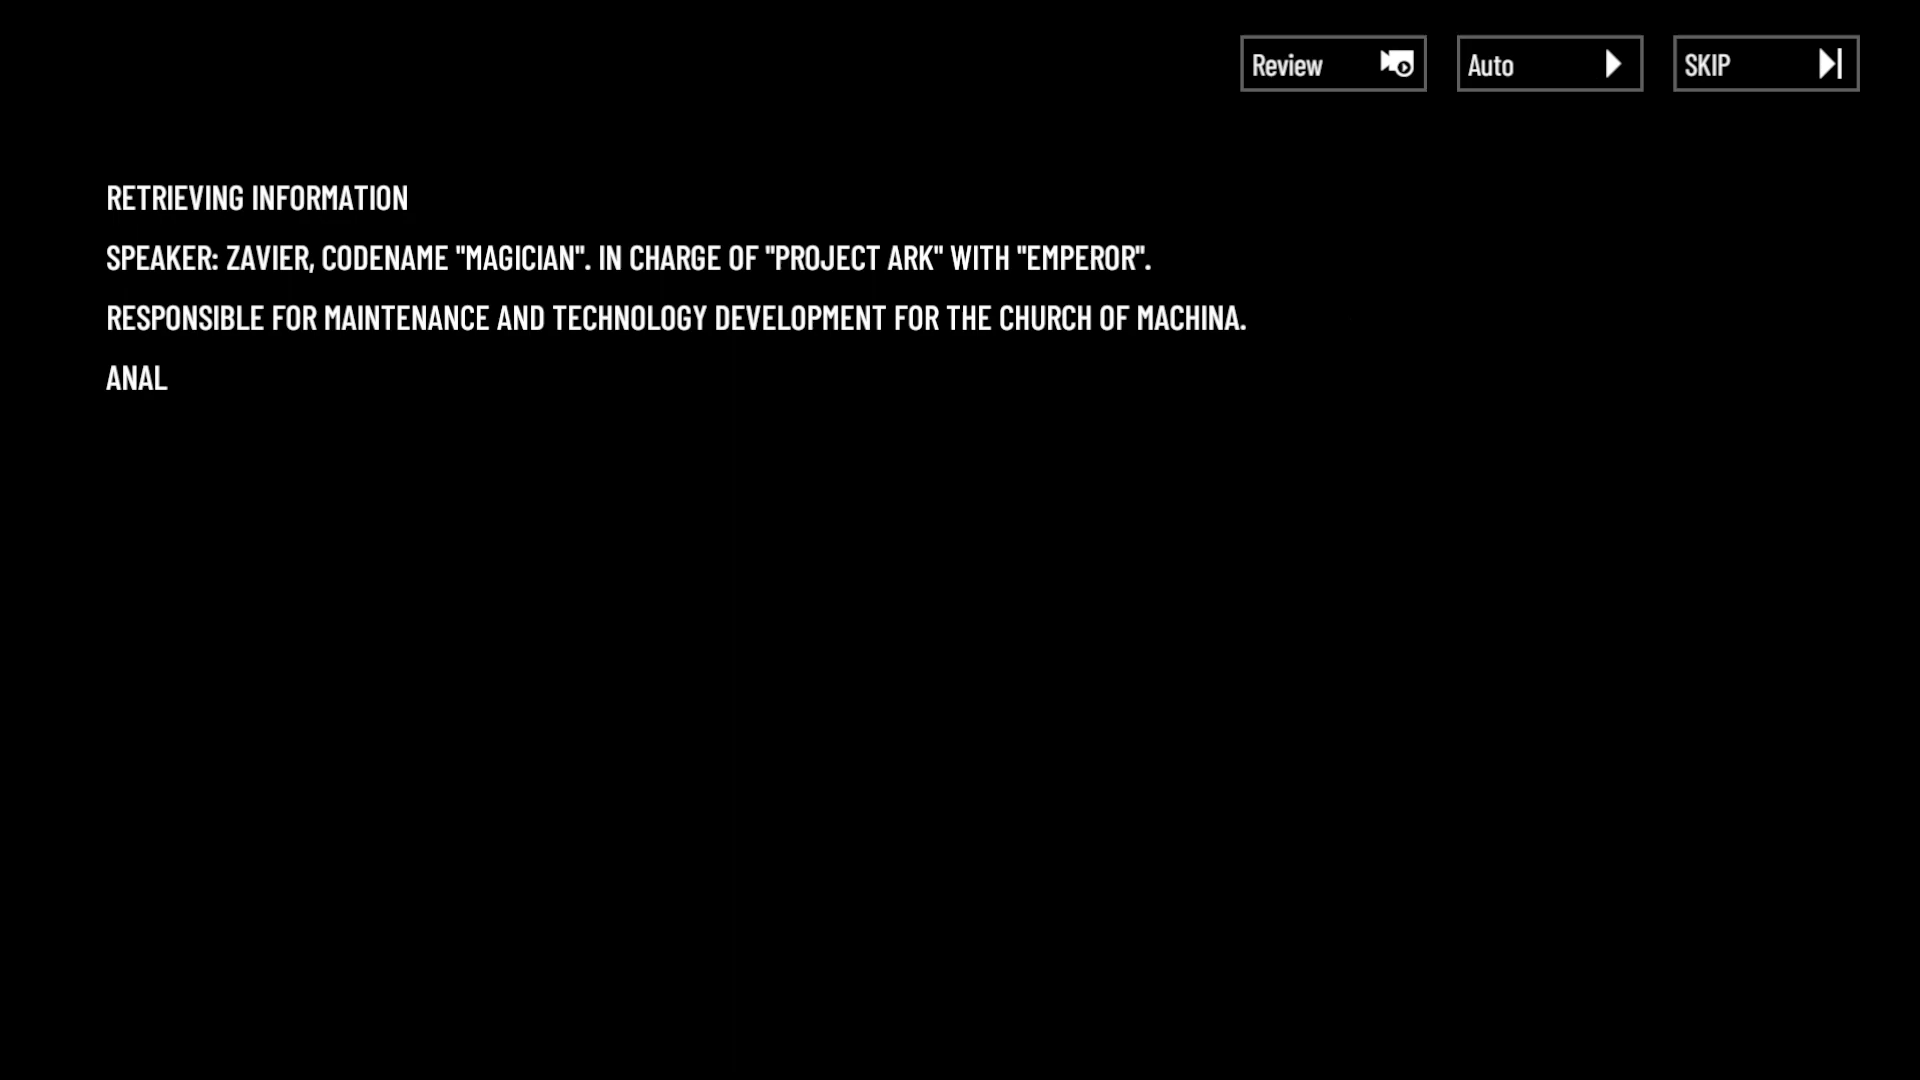 Review
Auto
SKIP
RETRIEVING INFORMATION
SPEAKER: ZAVIER, CODENAME "MAGICIAN". IN CHARGE OF "PROJECT ARK" WITH "EMPEROR".
RESPONSIBLE FOR MAINTENANCE AND TECHNOLOGY DEVELOPMENT FOR THE CHURCH OF MACHINA.
ANAL